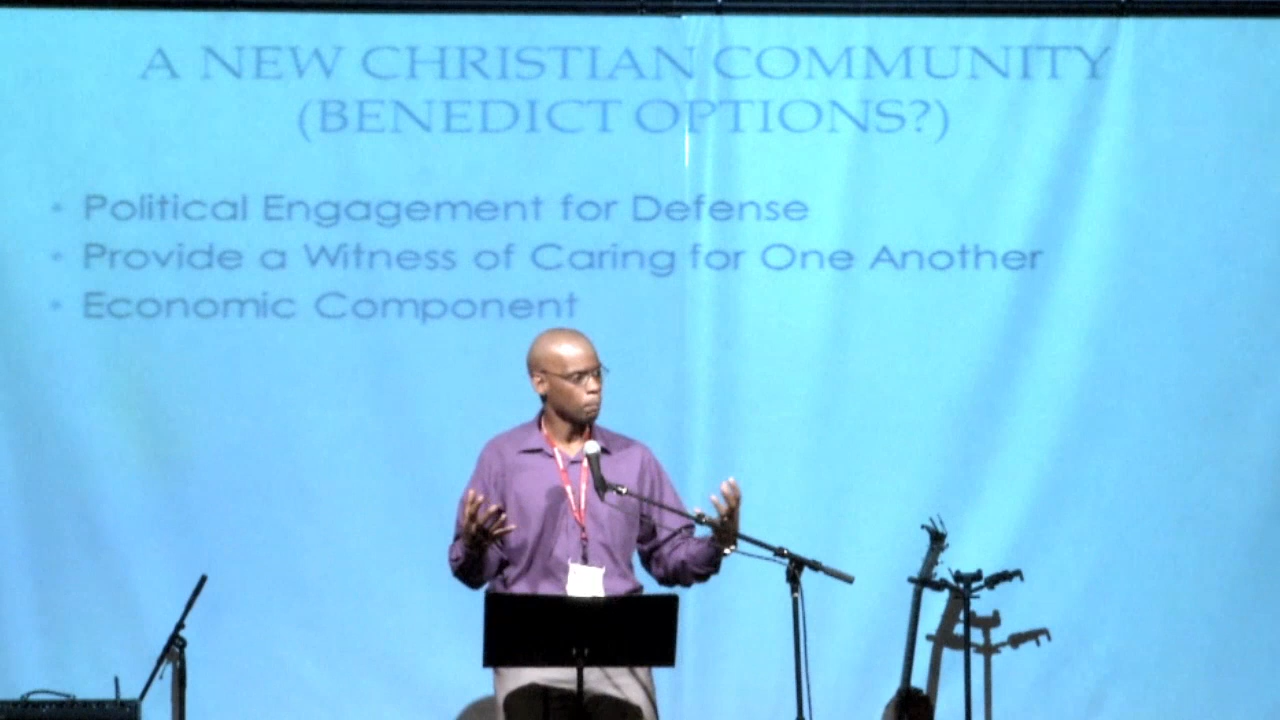 A NEW CHRISTIAN COMMUNITY
(BENEDICT OPTIONS?)
• Political Engagement for Defense
• Provide a Witness of Caring for One Another
• Economic Component